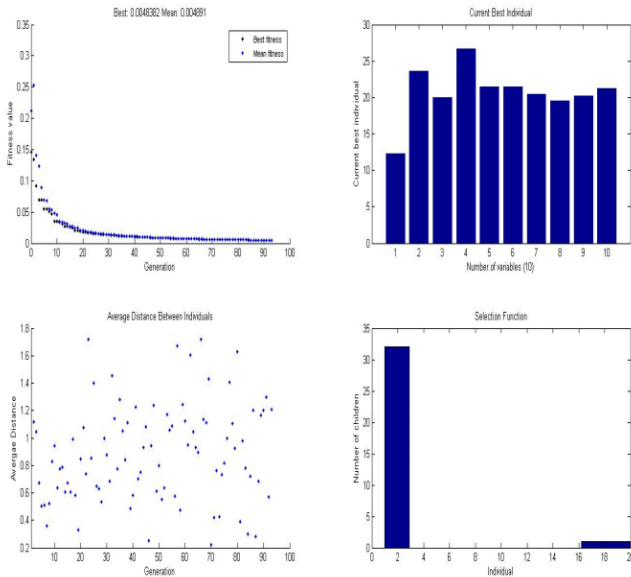 Best: 0.0048382 Mean: 0.004891
0.35
0.3
0.25
0.2
0.15
0.1
0.05
0
Fitness value
Best fitness
Mean fitness
0 10 20 30 40 50 60 70 80 90 100
Generation
Current Best Individual
30
25
20
15
10
5
0
Current best individual
1 2 3 4 5 6 7 8 9 10
Number of variables (10)
Average Distance Between Individuals
1.8
1.6
1.4
1.2
1
0.8
0.6
0.4
0.2
Avergae Distance
10 20 30 40 50 60 70 80 90 100
Generation
Selection Function
35
30
25
20
15
10
5
0
Number of children
0 2 4 6 8 10 12 14 16 18 20
Individual